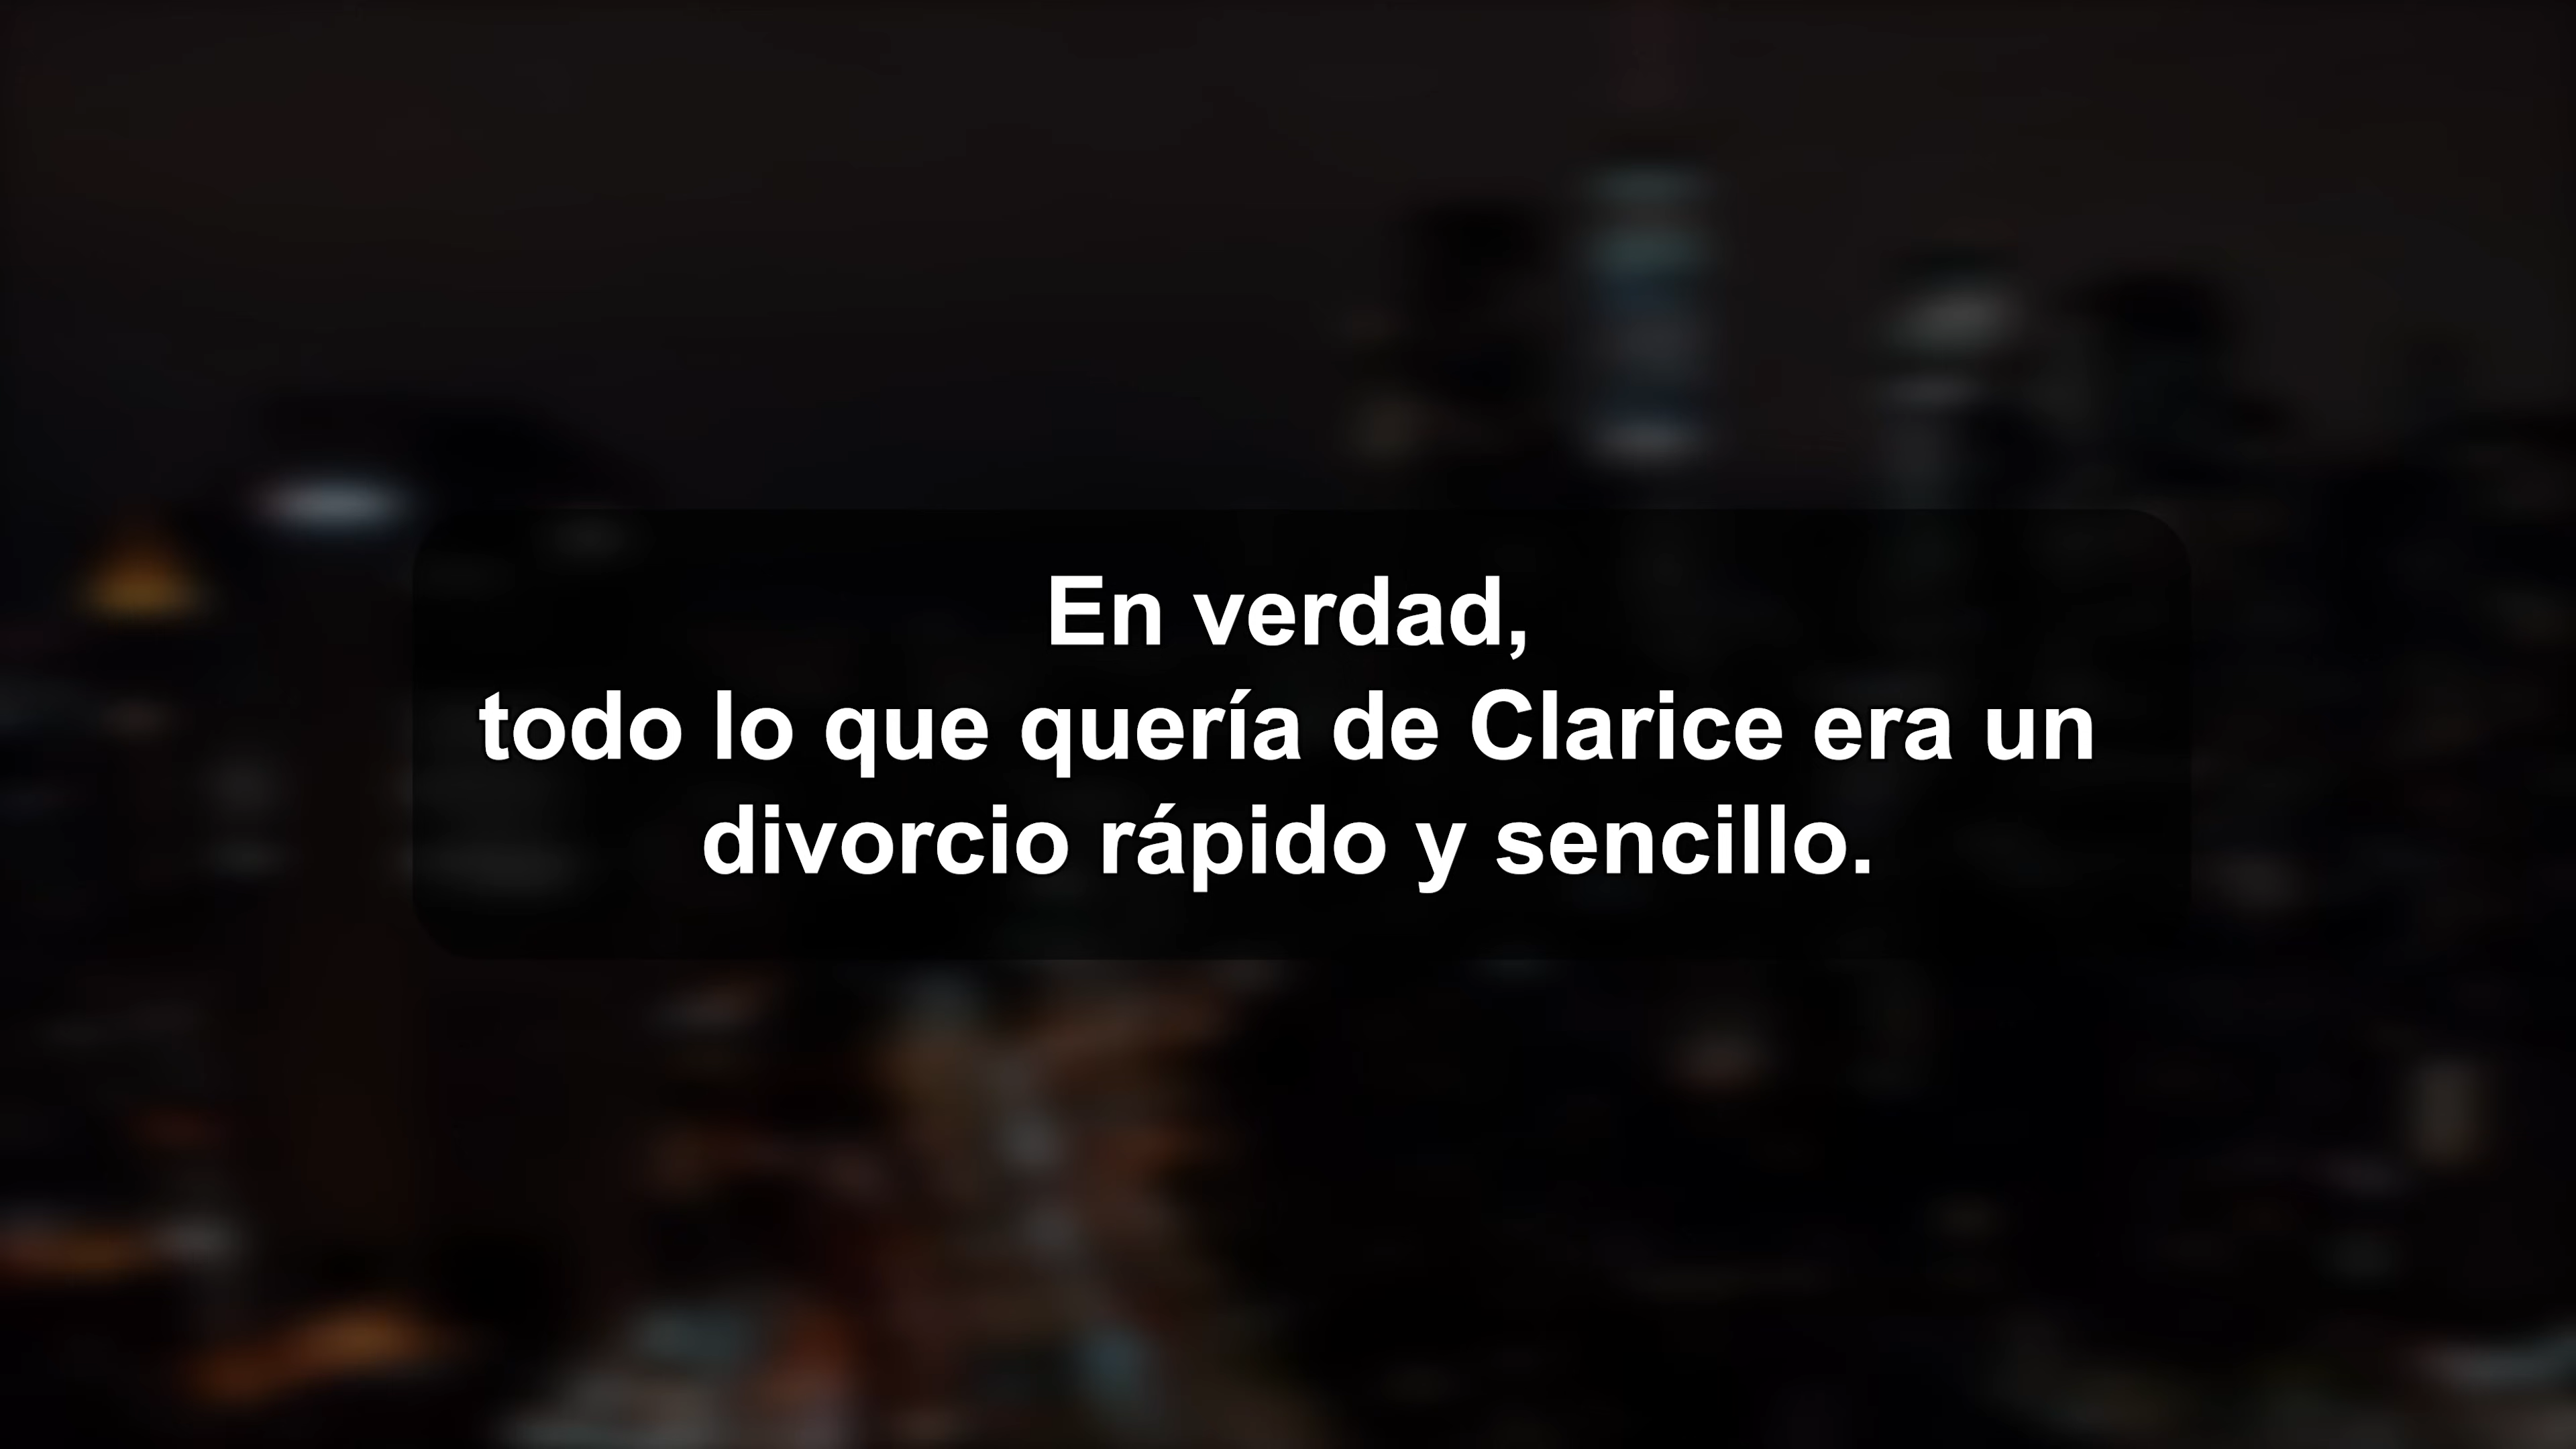 En verdad,
todo lo que quería de Clarice era un
divorcio rápido y sencillo.